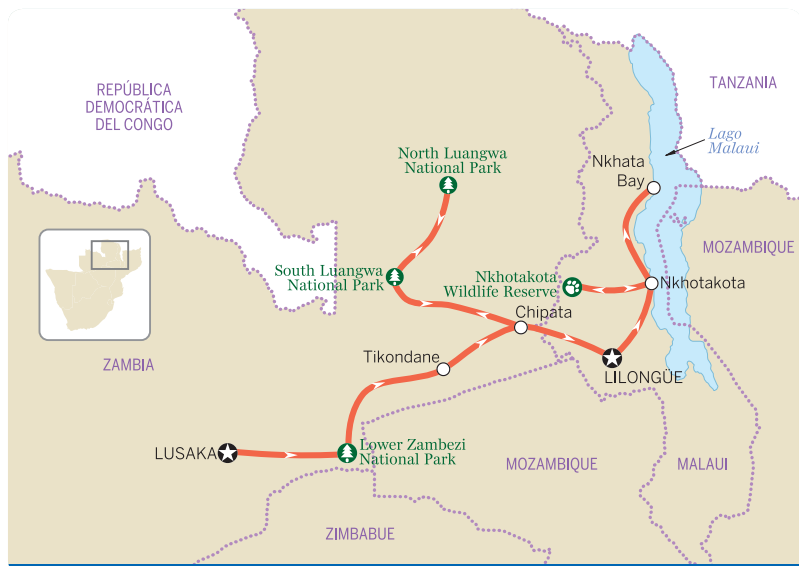 REPÚBLICA
DEMOCRÁTICA
DEL CONGO
TANZANIA
Lago
Malaui
North Luangwa
National Park
Nkhata
Bay
MOZAMBIQUE
South Luangwa
National Park
Nkhotakota
Wildlife Reserve
Nkhotakota
Chipata
ZAMBIA
Tikondane
LILONGÜE
LUSAKA
Lower Zambezi
National Park
MOZAMBIQUE
MALAUI
ZIMBABUE